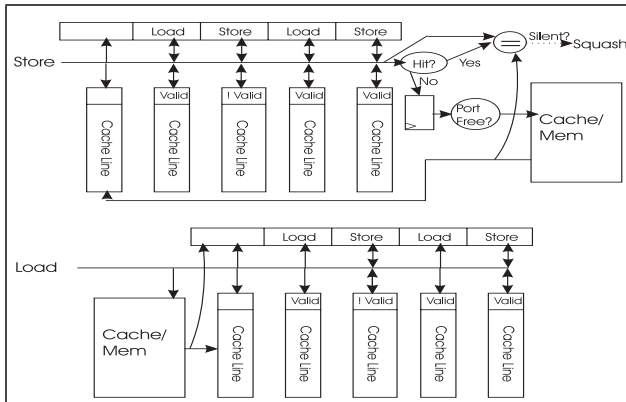 Load Store Load Store
Silent?
Squash
Store
Hit?
Yes
No
Valid ! Valid Valid Valid
Port Free?
Cache/
Mem
Cache Line Cache Line Cache Line Cache Line Cache Line
Load Store Load Store
Load
Valid ! Valid Valid Valid
Cache/
Mem
Cache Line Cache Line Cache Line Cache Line Cache Line